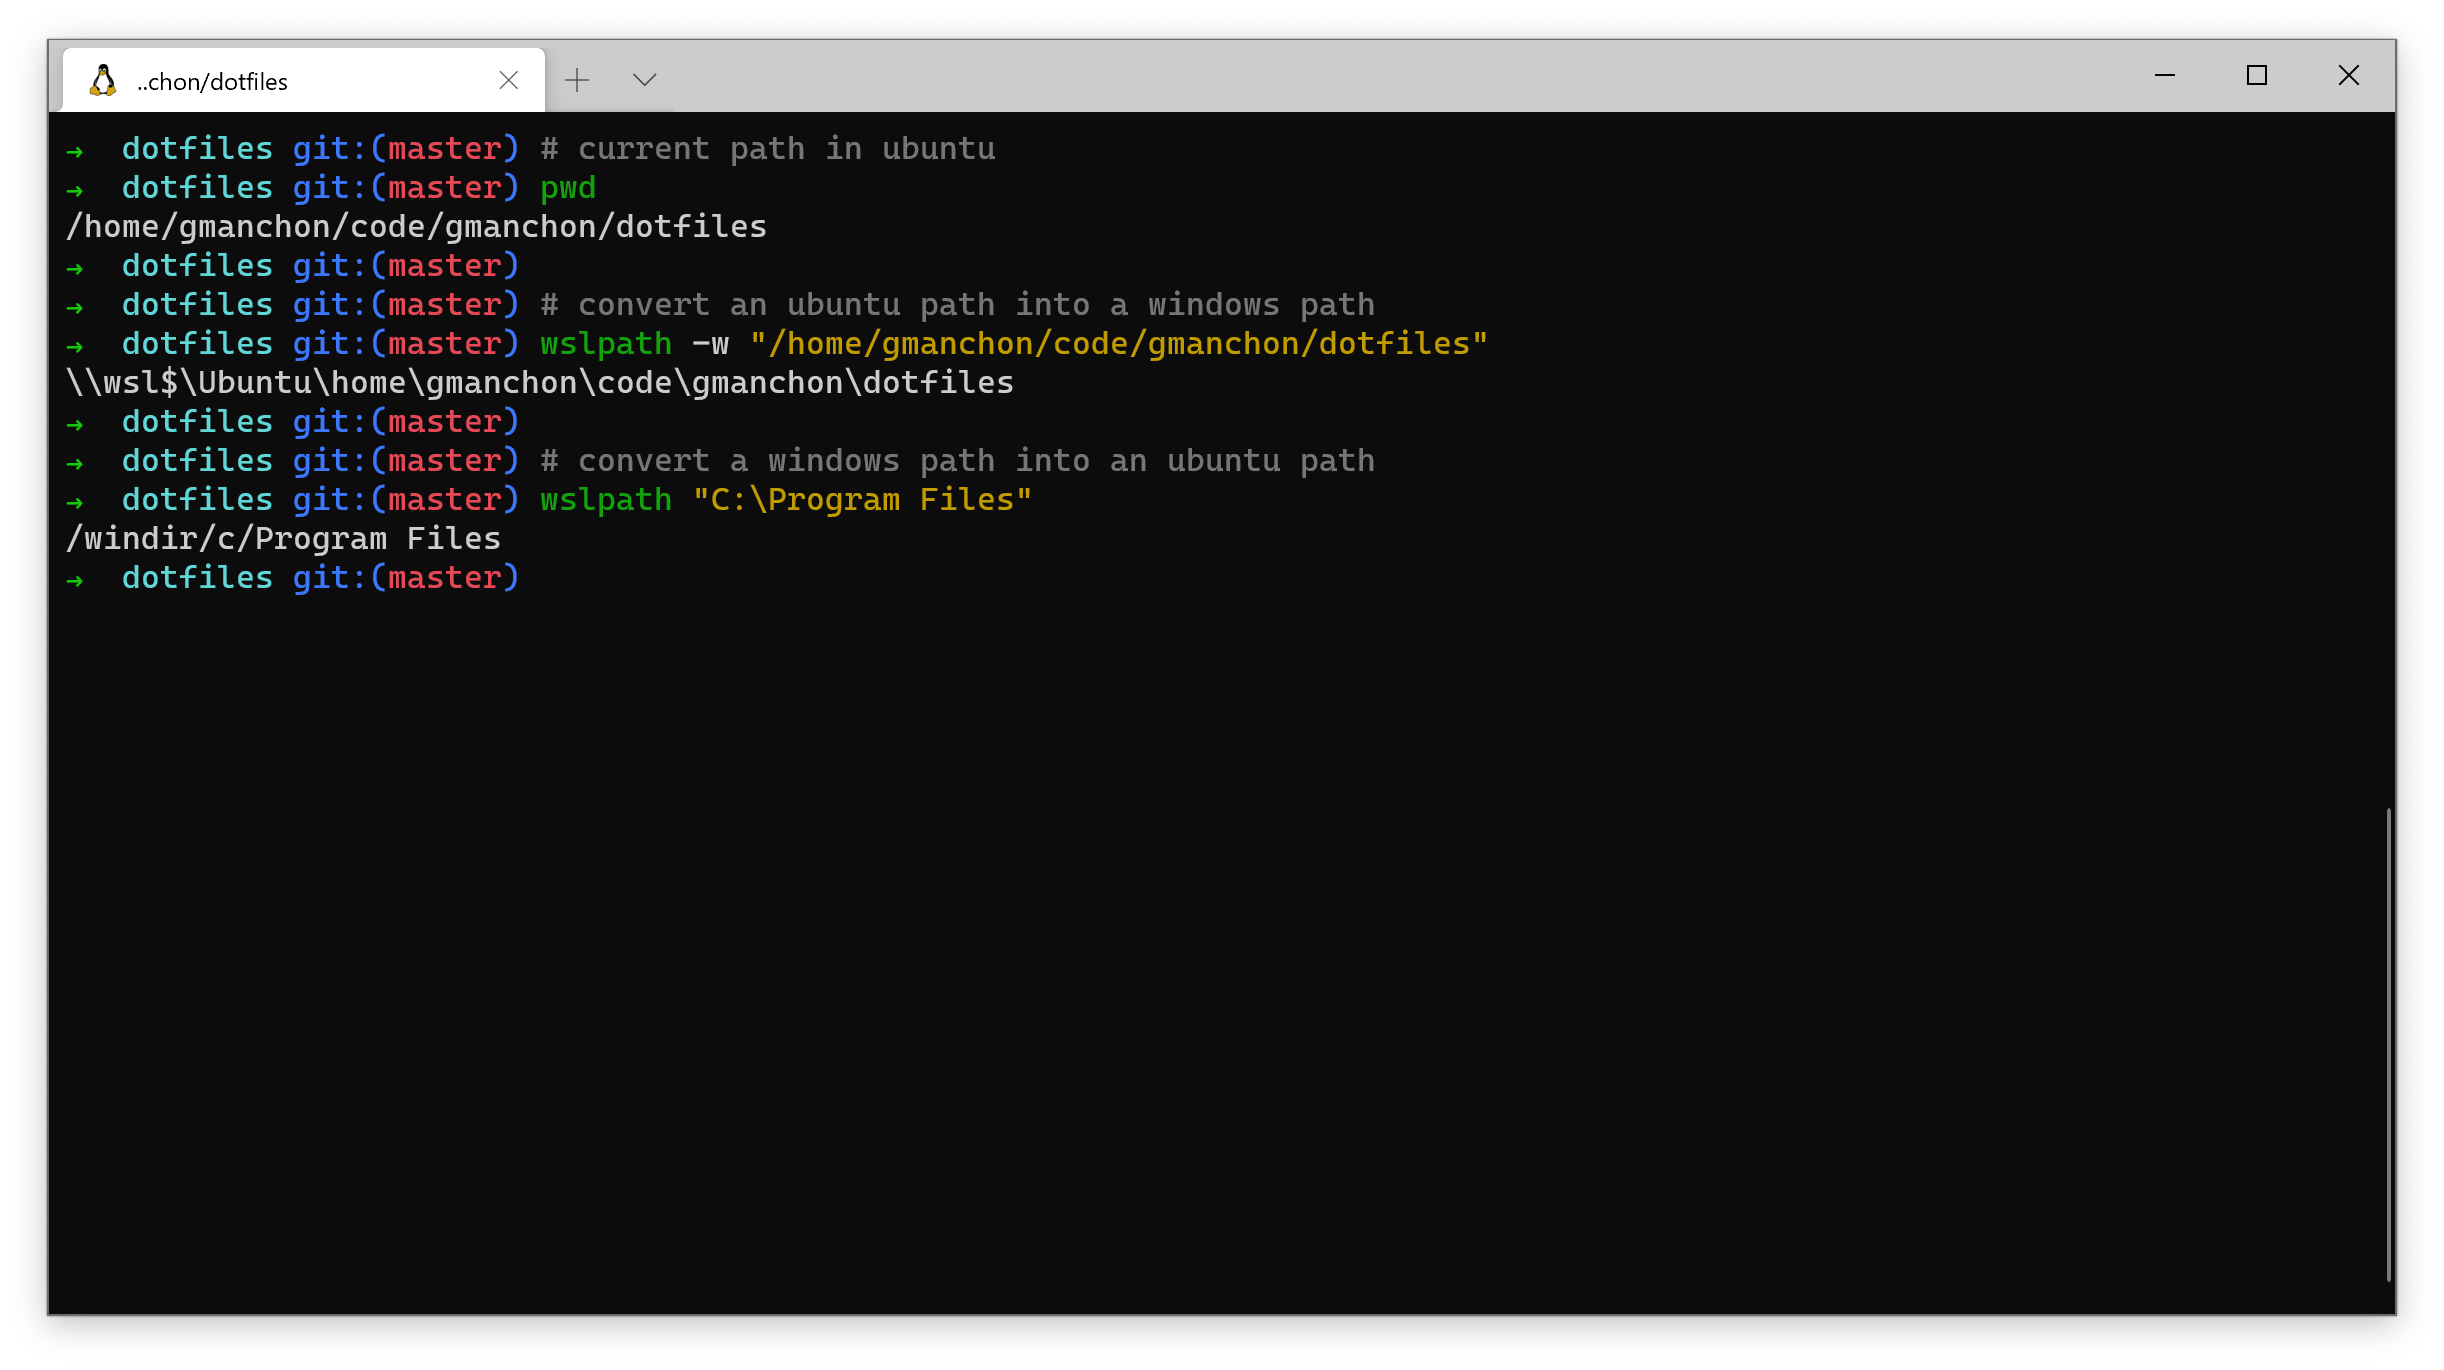 ..chon/dotfiles
→ dotfiles git:(master) # current path in ubuntu
→ dotfiles git:(master) pwd
/home/gmanchon/code/gmanchon/dotfiles
→ dotfiles git:(master)
→ dotfiles git:(master) # convert an ubuntu path into a windows path
→ dotfiles git:(master) wslpath -w "/home/gmanchon/code/gmanchon/dotfiles"
\\wsl$\Ubuntu\home\gmanchon\code\gmanchon\dotfiles
→ dotfiles git:(master)
→ dotfiles git:(master) # convert a windows path into an ubuntu path
→ dotfiles git:(master) wslpath "C:\Program Files"
/windir/c/Program Files
→ dotfiles git:(master)